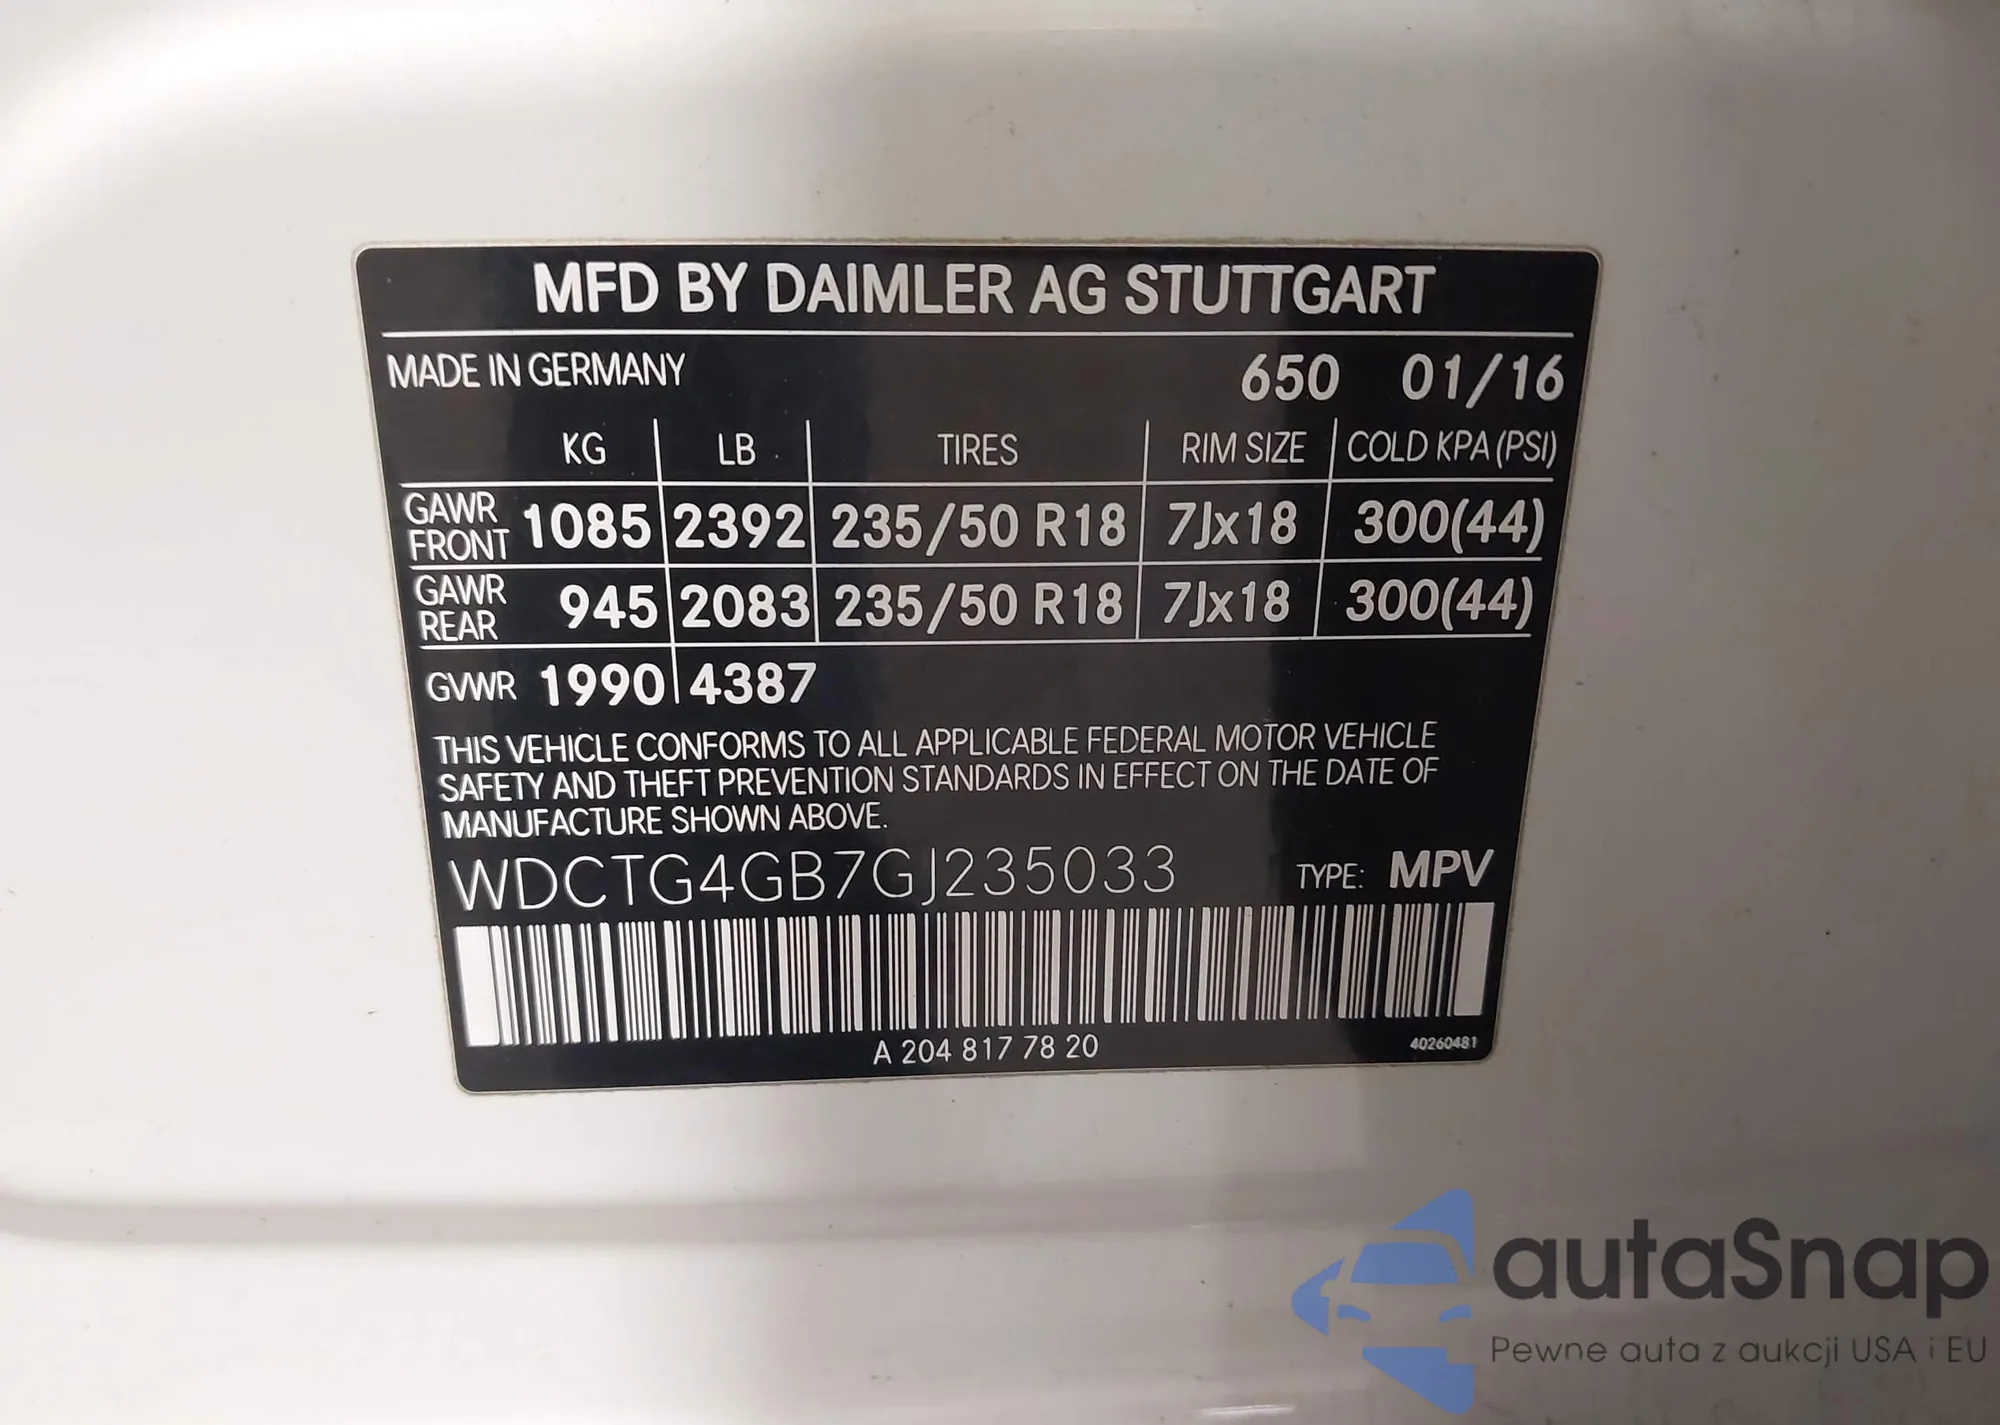 MFD BY DAIMLER AG STUTTGART
MADE IN GERMANY 650 01/16
KG LB TIRES RIM SIZE COLD KPA (PSI)
GAWR FRONT 1085 2392 235/50 R18 7Jx18 300(44)
GAWR REAR 945 2083 235/50 R18 7Jx18 300(44)
GVWR 1990 4387
THIS VEHICLE CONFORMS TO ALL APPLICABLE FEDERAL MOTOR VEHICLE
SAFETY AND THEFT PREVENTION STANDARDS IN EFFECT ON THE DATE OF
MANUFACTURE SHOWN ABOVE.
WDCTG4GB7GJ235033 TYPE: MPV
A 204 817 78 20 40260481
autaSnap
Pewne auta z aukcji USA i EU